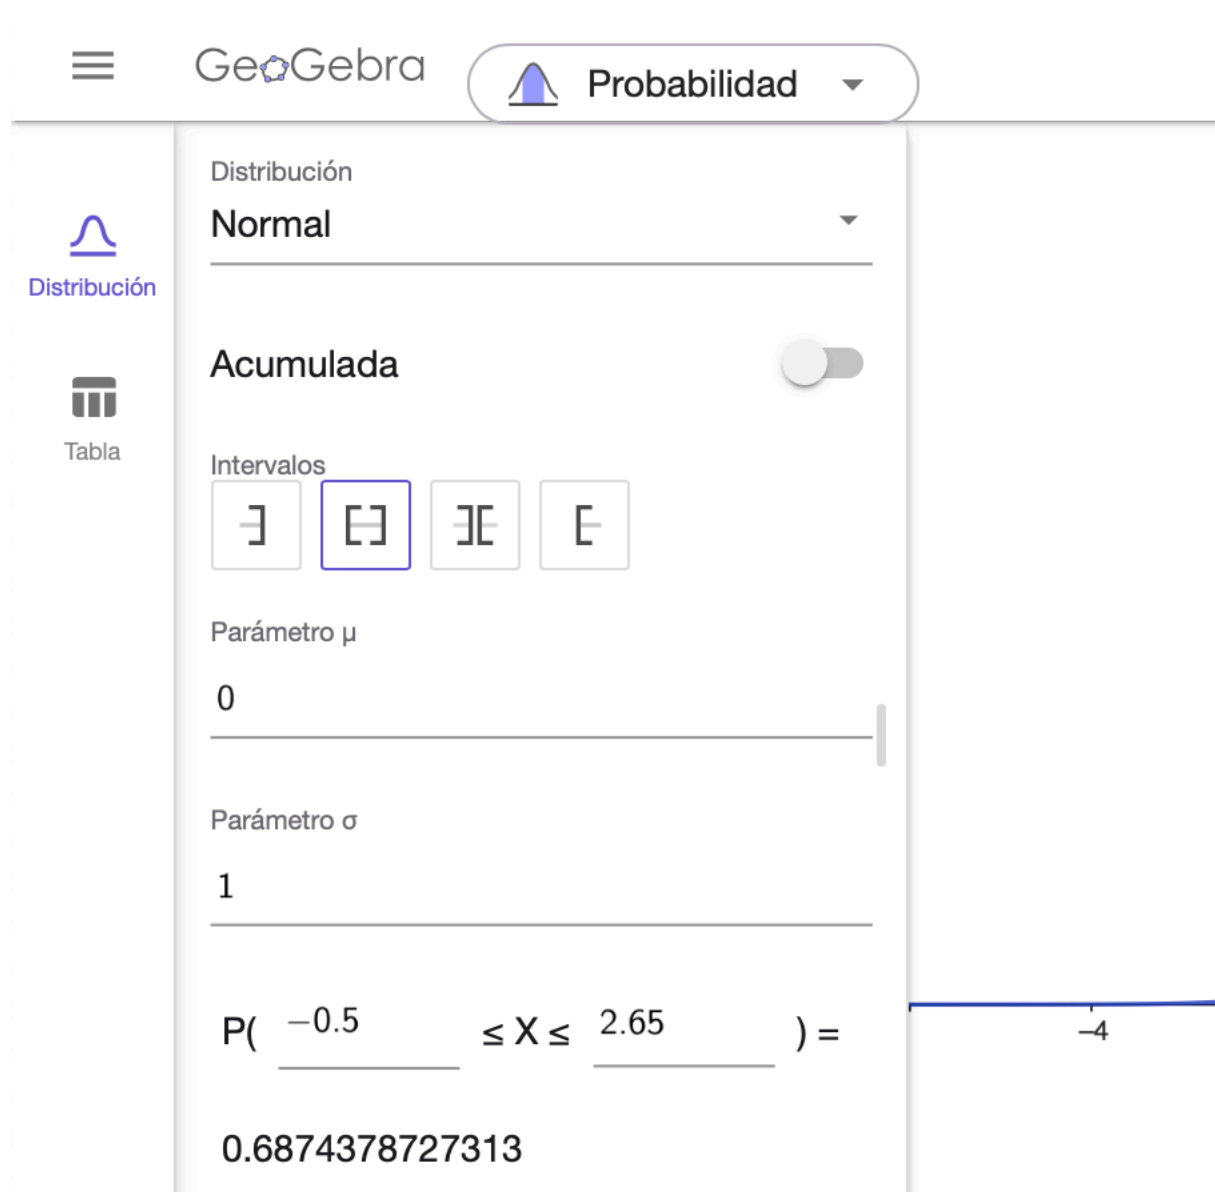 GeoGebra
Probabilidad
Distribución
Tabla
Distribución
Normal
Acumulada
Intervalos
Parámetro μ
0
Parámetro σ
1
P( −0.5 ≤ X ≤ 2.65 ) =
0.6874378727313
−4